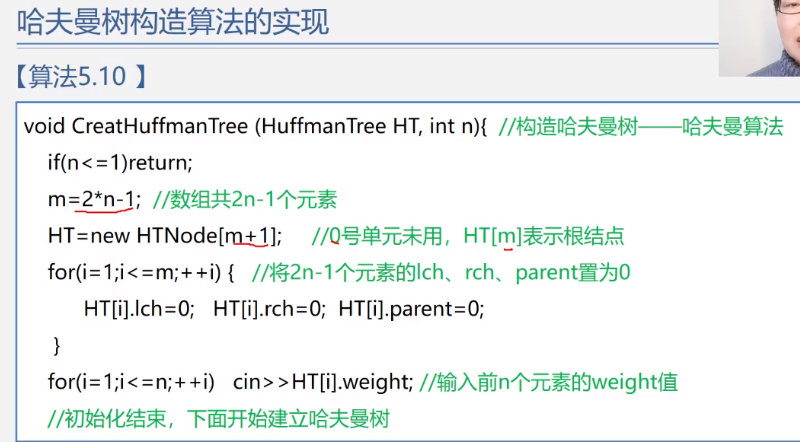 哈夫曼树构造算法的实现
【算法5.10 】
void CreatHuffmanTree (HuffmanTree HT, int n){ //构造哈夫曼树——哈夫曼算法
if(n<=1)return;
m=2*n-1; //数组共2n-1个元素
HT=new HTNode[m+1]; //0号单元未用，HT[m]表示根结点
for(i=1;i<=m;++i) { //将2n-1个元素的lch、rch、parent置为0
HT[i].lch=0; HT[i].rch=0; HT[i].parent=0;
}
for(i=1;i<=n;++i) cin>>HT[i].weight; //输入前n个元素的weight值
//初始化结束，下面开始建立哈夫曼树